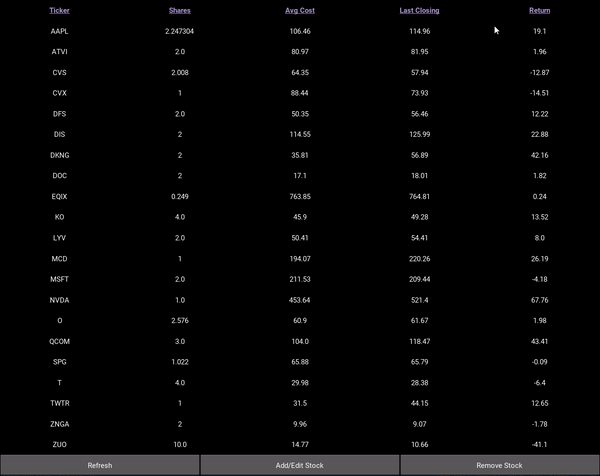 Ticker Shares Avg Cost Last Closing Return
AAPL 2.247304 106.46 114.96 19.1
ATVI 2.0 80.97 81.95 1.96
CVS 2.008 64.35 57.94 -12.87
CVX 1 88.44 73.93 -14.51
DFS 2.0 50.35 56.46 12.22
DIS 2 114.55 125.99 22.88
DKNG 2 35.81 56.89 42.16
DOC 2 17.1 18.01 1.82
EQIX 0.249 763.85 764.81 0.24
KO 4.0 45.9 49.28 13.52
LYV 2.0 50.41 54.41 8.0
MCD 1 194.07 220.26 26.19
MSFT 2.0 211.53 209.44 -4.18
NVDA 1.0 453.64 521.4 67.76
O 2.576 60.9 61.67 1.98
QCOM 3.0 104.0 118.47 43.41
SPG 1.022 65.88 65.79 -0.09
T 4.0 29.98 28.38 -6.4
TWTR 1 31.5 44.15 12.65
ZNGA 2 9.96 9.07 -1.78
ZUO 10.0 14.77 10.66 -41.1
Refresh Add/Edit Stock Remove Stock